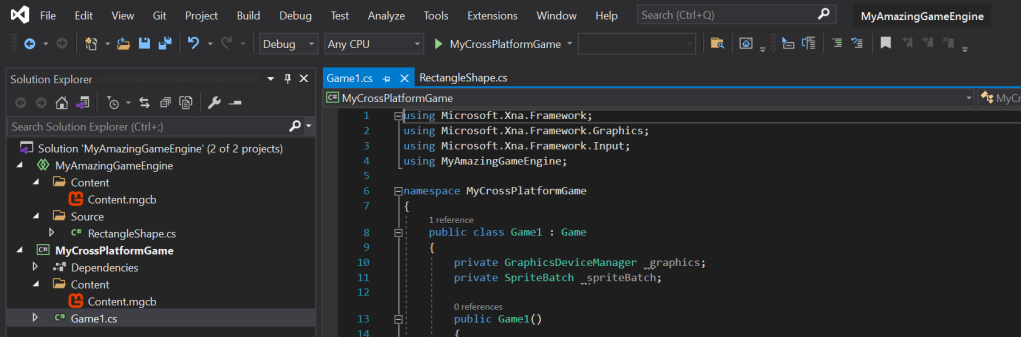 File Edit View Git Project Build Debug Test Analyze Tools Extensions Window Help Search (Ctrl+Q) MyAmazingGameEngine
Debug Any CPU MyCrossPlatformGame
Solution Explorer
Search Solution Explorer (Ctrl+;)
Solution 'MyAmazingGameEngine' (2 of 2 projects)
MyAmazingGameEngine
Content
Content.mgcb
Source
C# RectangleShape.cs
C# MyCrossPlatformGame
Dependencies
Content
Content.mgcb
C# Game1.cs
Game1.cs RectangleShape.cs
C# MyCrossPlatformGame MyCr
1 using Microsoft.Xna.Framework;
2 using Microsoft.Xna.Framework.Graphics;
3 using Microsoft.Xna.Framework.Input;
4 using MyAmazingGameEngine;
5
6 namespace MyCrossPlatformGame
7 {
1 reference
8 public class Game1 : Game
9 {
10 private GraphicsDeviceManager _graphics;
11 private SpriteBatch _spriteBatch;
12
0 references
13 public Game1()
14 {